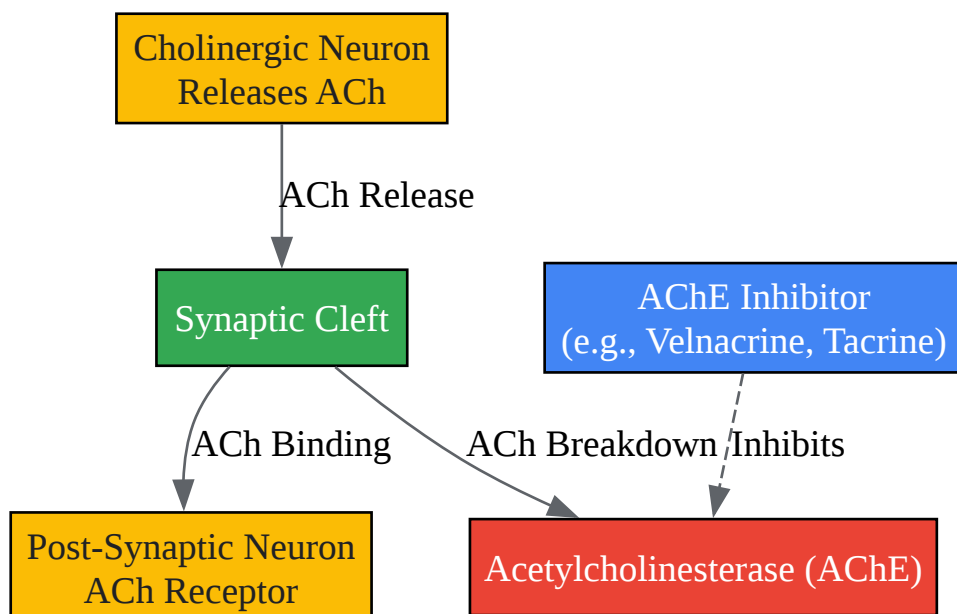 Cholinergic Neuron
Releases ACh
ACh Release
Synaptic Cleft
AChE Inhibitor
(e.g., Velnacrine, Tacrine)
ACh Binding
ACh Breakdown
Inhibits
Post-Synaptic Neuron
ACh Receptor
Acetylcholinesterase (AChE)